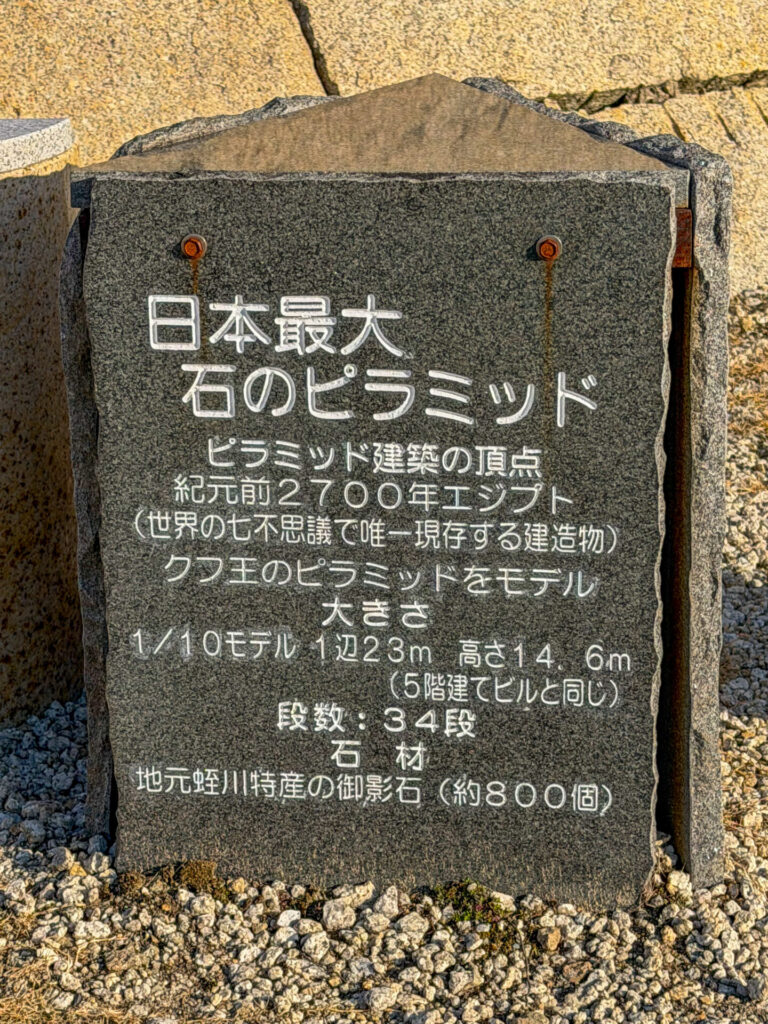 日本最大
石のピラミッド
ピラミッド建築の頂点
紀元前2700年エジプト
（世界の七不思議で唯一現存する建造物）
クフ王のピラミッドをモデル
大きさ
1/10モデル 1辺23m 高さ14．6m
（5階建てビルと同じ）
段数：34段
石 材
地元蛭川特産の御影石（約800個）